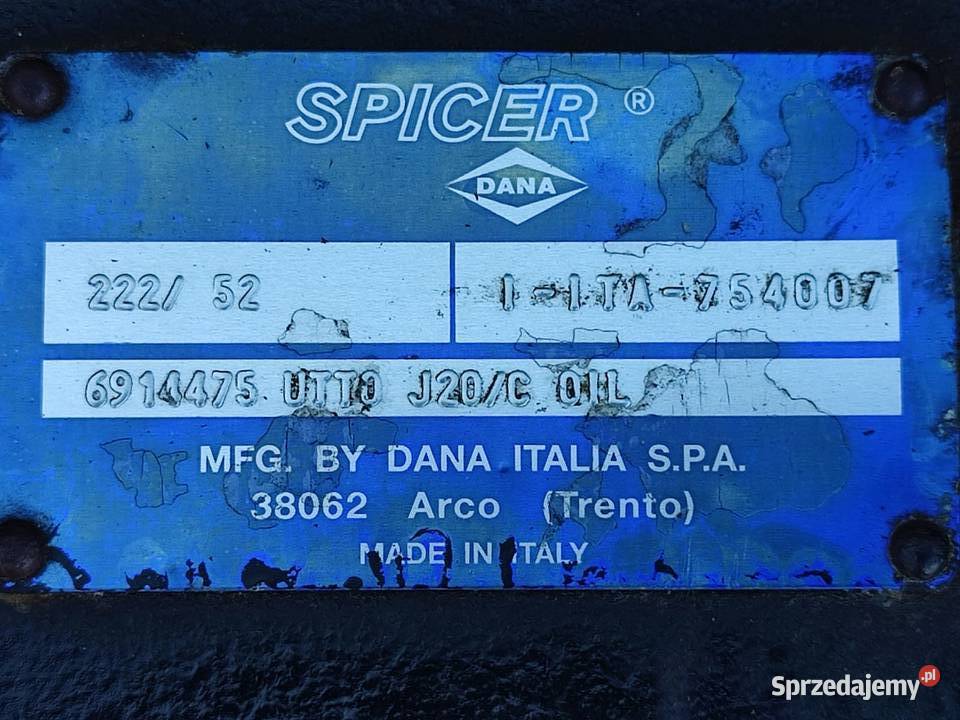 SPICER ®
DANA
222/ 52
1-ITA-754007
6914475 UTTO J20/C OIL
MFG. BY DANA ITALIA S.P.A.
38062 Arco (Trento)
MADE IN ITALY
Sprzedajemy.pl